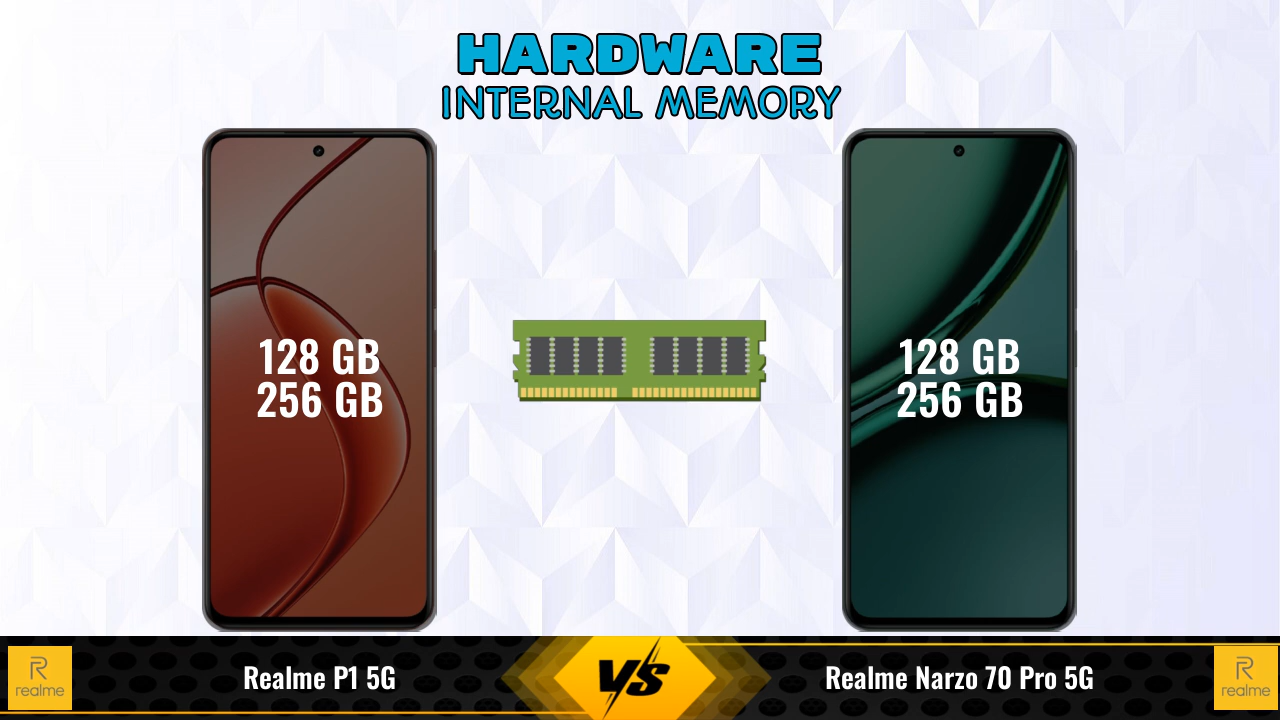 HARDWARE
INTERNAL MEMORY
128 GB
256 GB
128 GB
256 GB
realme
Realme P1 5G
VS
Realme Narzo 70 Pro 5G
realme